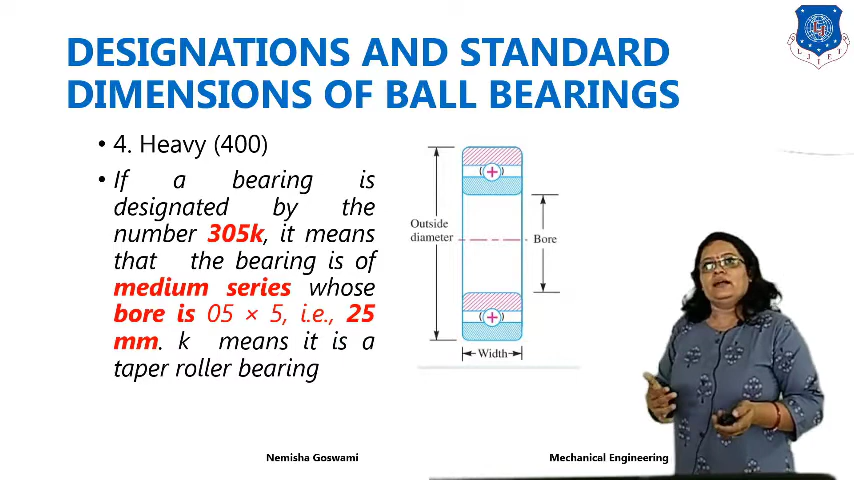 DESIGNATIONS AND STANDARD
DIMENSIONS OF BALL BEARINGS
• 4. Heavy (400)
• If a bearing is
designated by the
number 305k, it means
that the bearing is of
medium series whose
bore is 05 × 5, i.e., 25
mm. k means it is a
taper roller bearing
Outside
diameter
Bore
Width
LJIET
Nemisha Goswami
Mechanical Engineering